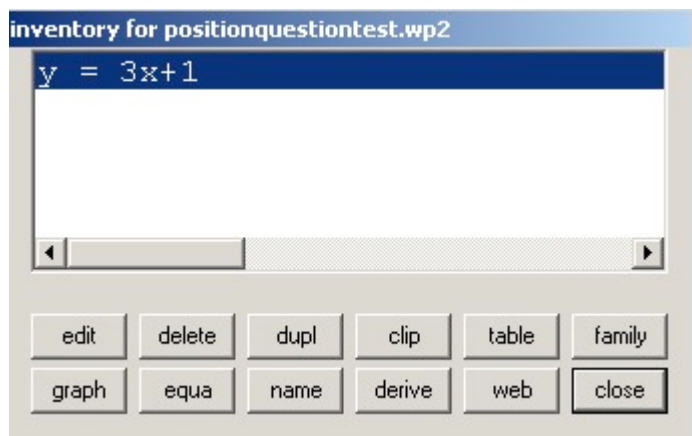 inventory for positionquestiontest.wp2
y = 3x+1
edit delete dupl clip table family
graph equa name derive web close